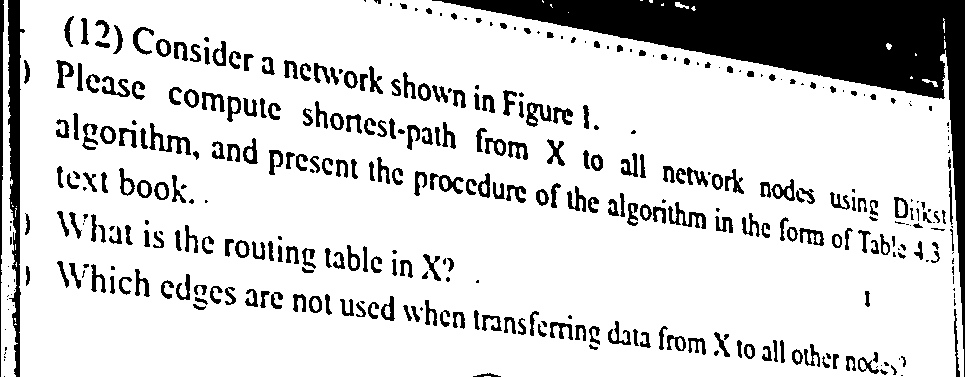 (12) Consider a network shown in Figure 1.
) Please compute shortest-path from X to all network nodes using Dijkst
algorithm, and present the procedure of the algorithm in the form of Table 4.3
text book.
) What is the routing table in X?
1
) Which edges are not used when transferring data from X to all other nodes?